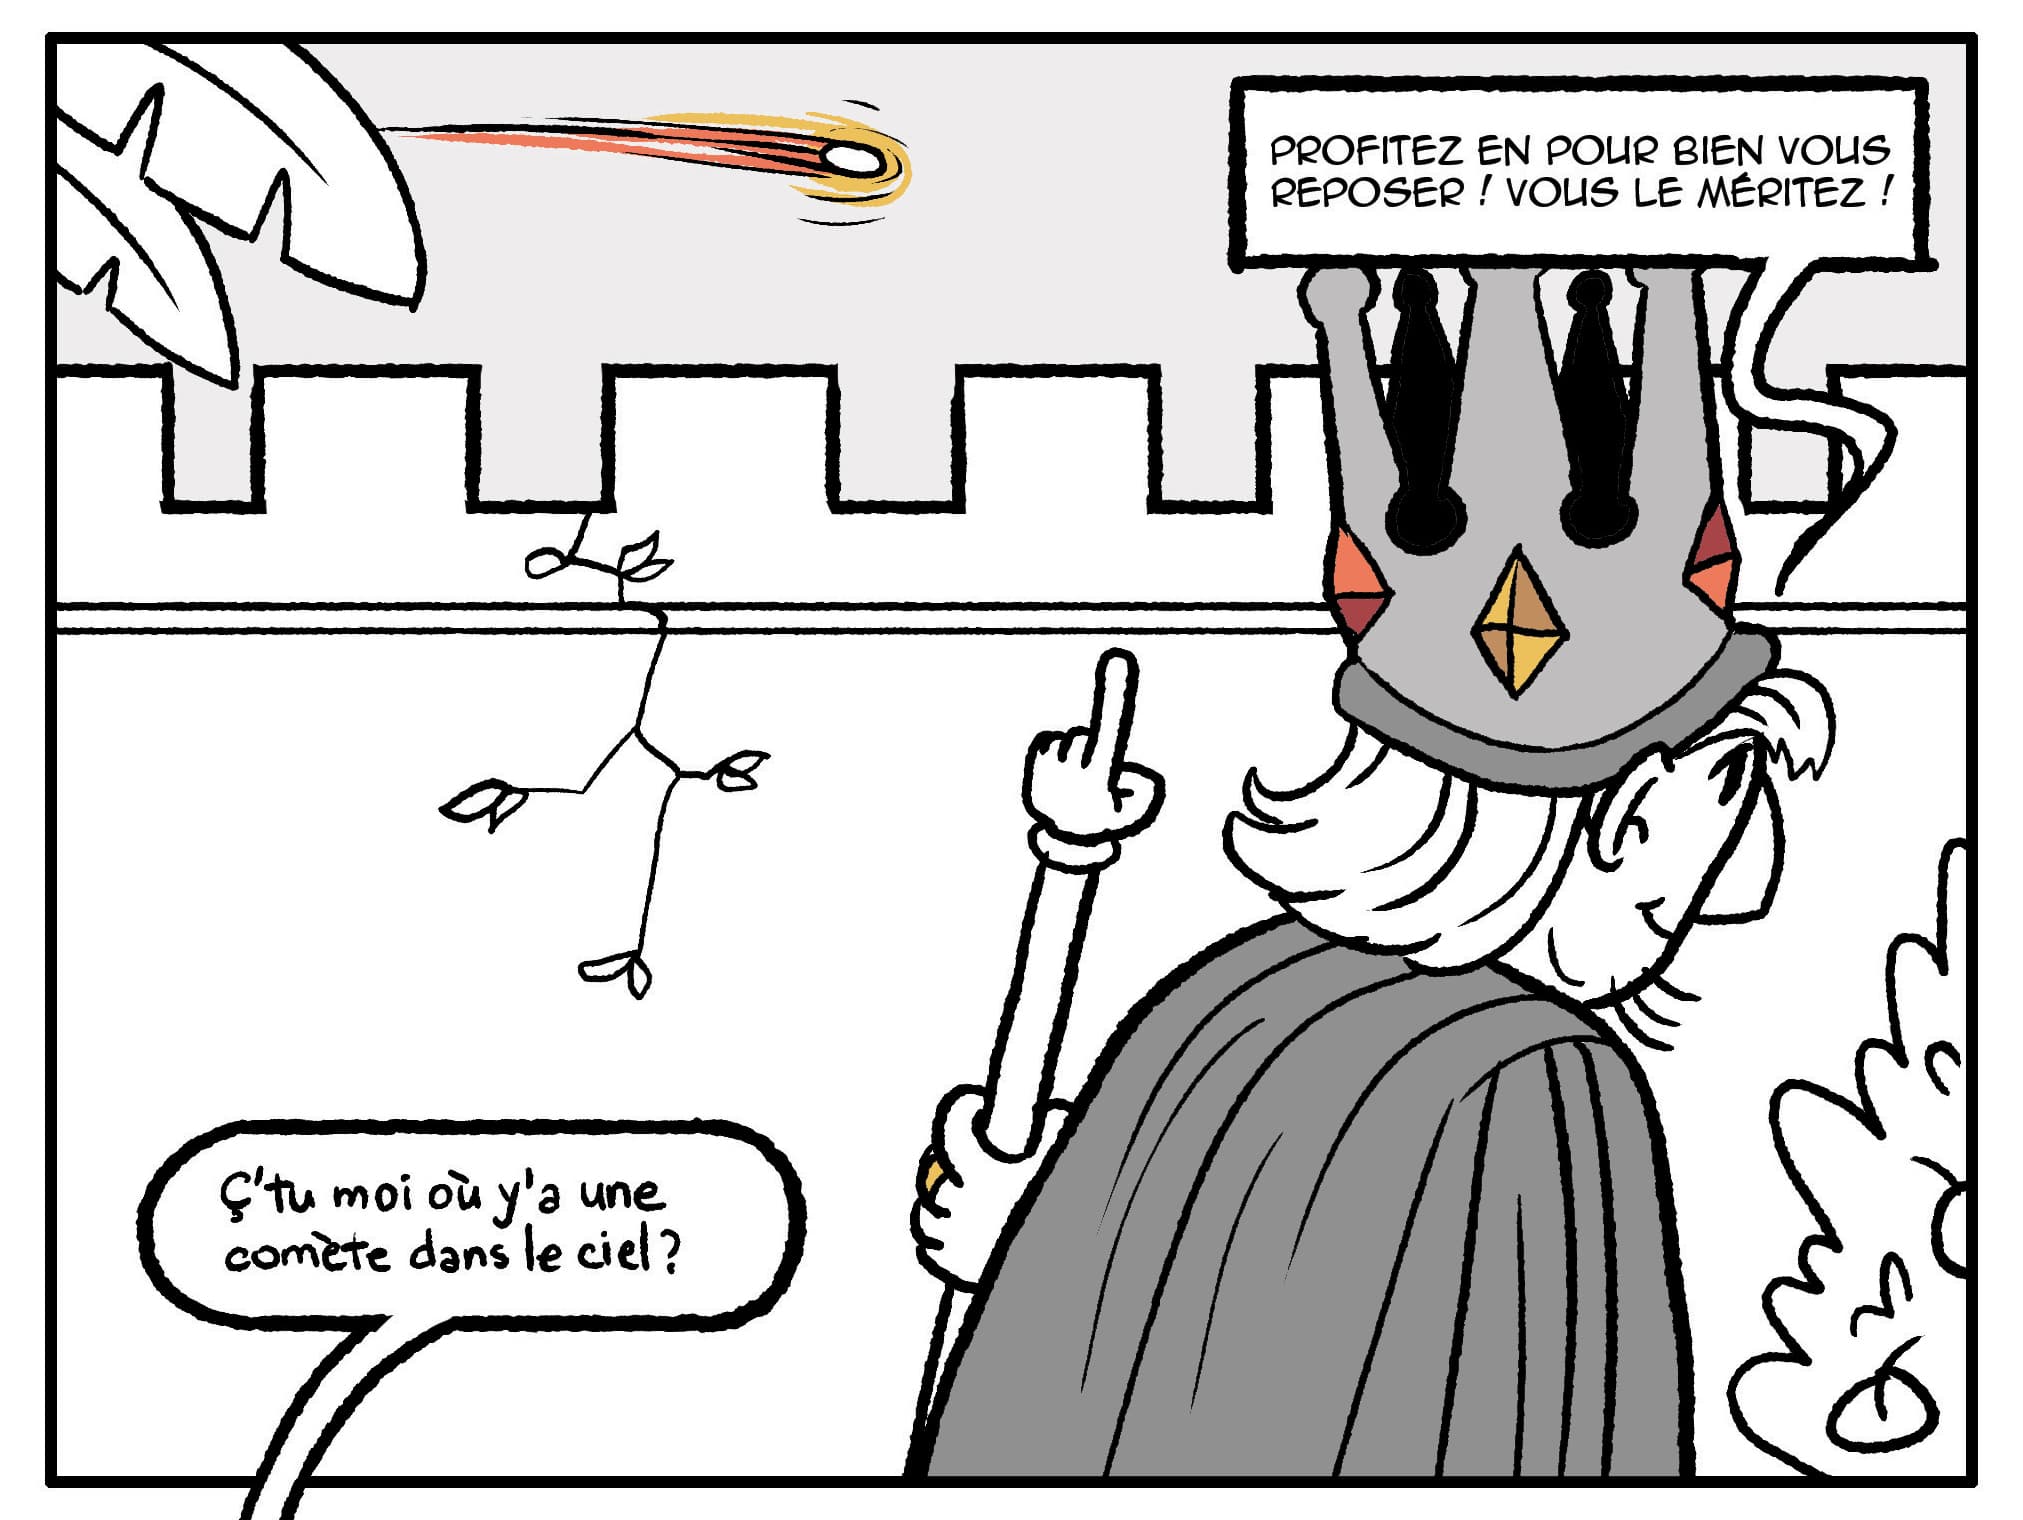 PROFITEZ EN POUR BIEN VOUS
REPOSER ! VOUS LE MÉRITEZ !
Ç'tu moi où y'a une
comète dans le ciel ?